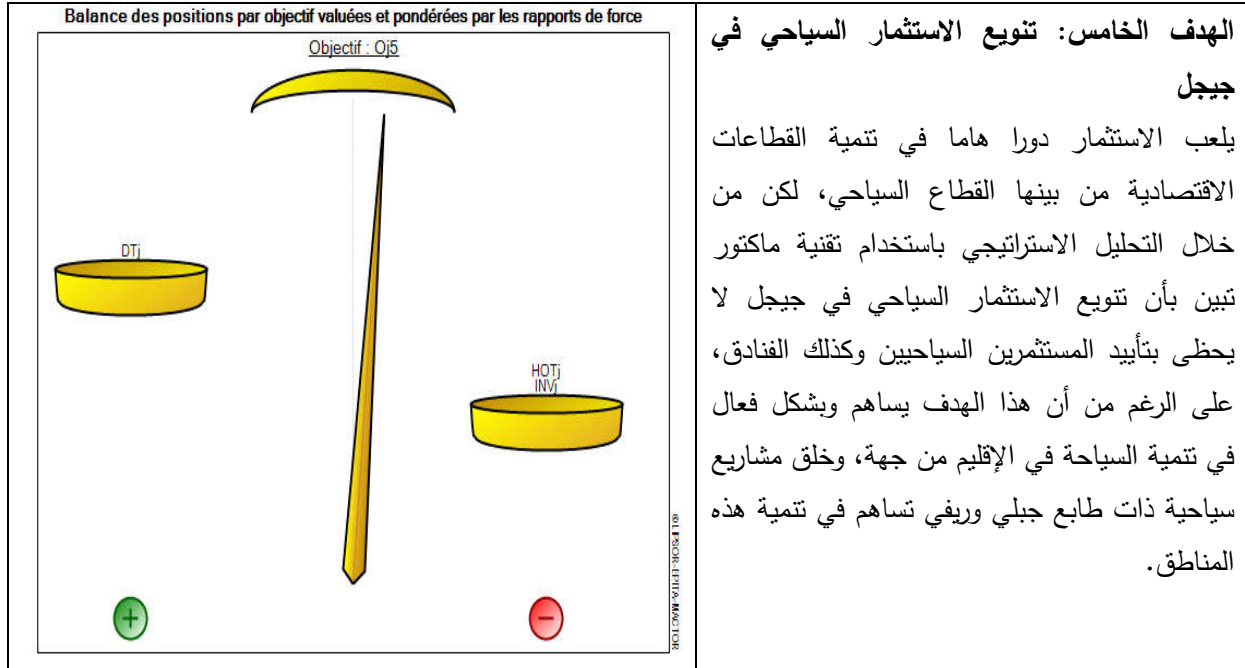 Balance des positions par objectif valuées et pondérées par les rapports de force
Objectif : Oj5
DTj
HOTj
INVj
+
−
© LIPSOR-EPITA-MACTOR
الهدف الخامس: تنويع الاستثمار السياحي في
جيجل
يلعب الاستثمار دورا هاما في تنمية القطاعات
الاقتصادية من بينها القطاع السياحي، لكن من
خلال التحليل الاستراتيجي باستخدام تقنية ماكتور
تبين بأن تنويع الاستثمار السياحي في جيجل لا
يحظى بتأييد المستثمرين السياحيين وكذلك الفنادق،
على الرغم من أن هذا الهدف يساهم وبشكل فعال
في تنمية السياحة في الإقليم من جهة، وخلق مشاريع
سياحية ذات طابع جبلي وريفي تساهم في تنمية هذه
المناطق.